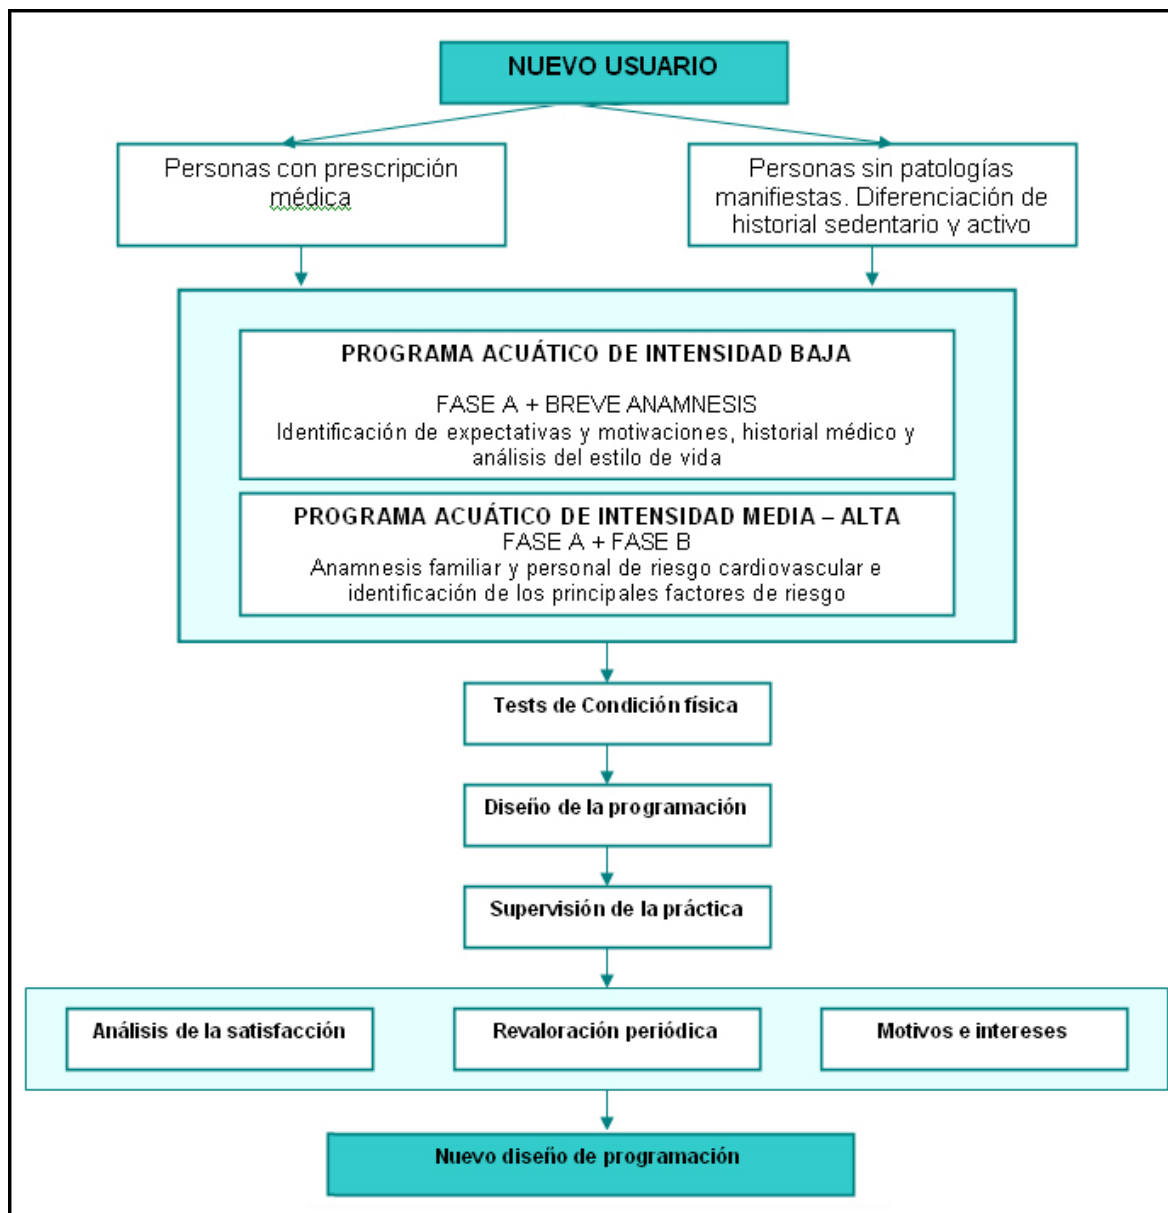 NUEVO USUARIO
Personas con prescripción
médica
Personas sin patologías
manifiestas. Diferenciación de
historial sedentario y activo
PROGRAMA ACUÁTICO DE INTENSIDAD BAJA
FASE A + BREVE ANAMNESIS
Identificación de expectativas y motivaciones, historial médico y
análisis del estilo de vida
PROGRAMA ACUÁTICO DE INTENSIDAD MEDIA – ALTA
FASE A + FASE B
Anamnesis familiar y personal de riesgo cardiovascular e
identificación de los principales factores de riesgo
Tests de Condición física
Diseño de la programación
Supervisión de la práctica
Análisis de la satisfacción
Revaloración periódica
Motivos e intereses
Nuevo diseño de programación